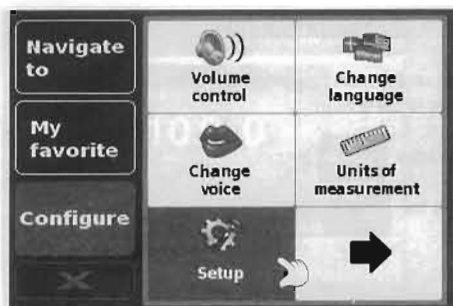 Navigate
to
My
favorite
Configure
Volume
control
Change
language
Change
voice
Units of
measurement
Setup